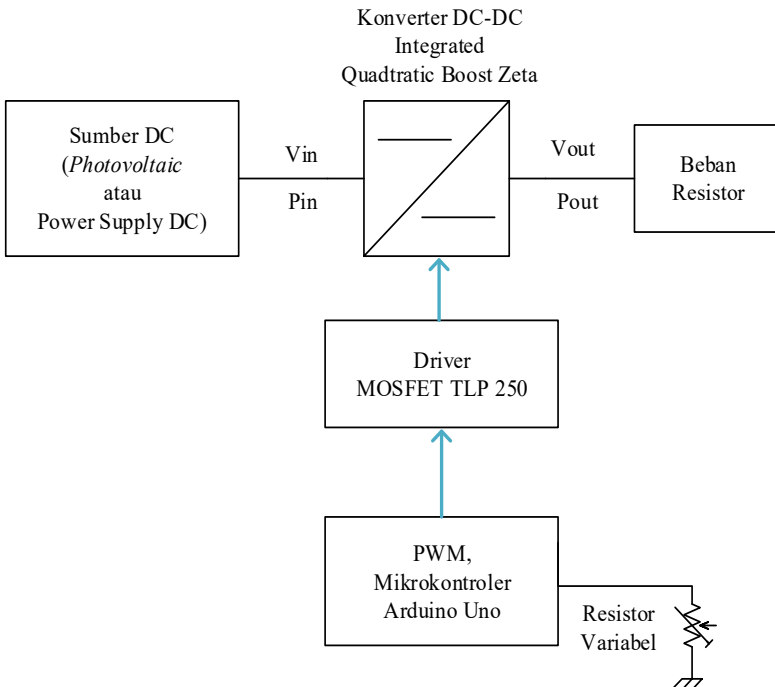 Konverter DC-DC
Integrated
Quadtratic Boost Zeta
Sumber DC
(Photovoltaic
atau
Power Supply DC)
Vin
Pin
Vout
Pout
Beban
Resistor
Driver
MOSFET TLP 250
PWM,
Mikrokontroler
Arduino Uno
Resistor
Variabel